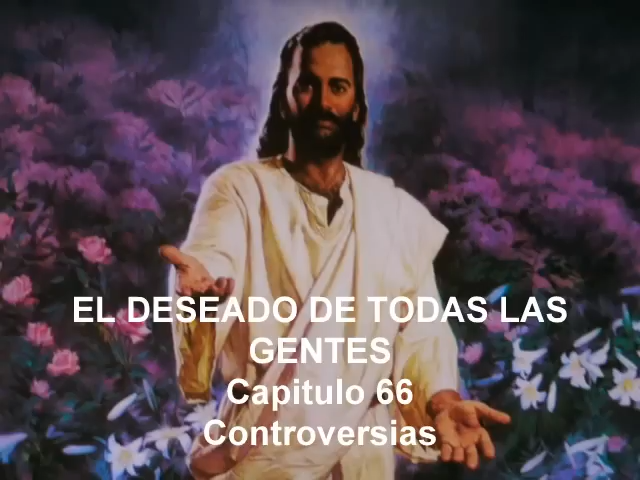 EL DESEADO DE TODAS LAS
GENTES
Capitulo 66
Controversias